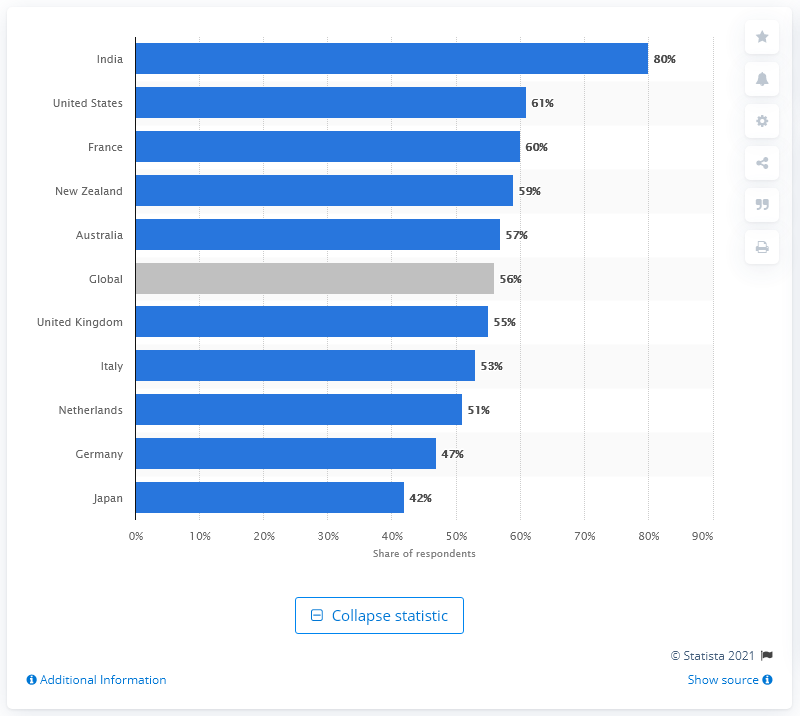 India 80%
United States 61%
France 60%
New Zealand 59%
Australia 57%
Global 56%
United Kingdom 55%
Italy 53%
Netherlands 51%
Germany 47%
Japan 42%
0% 10% 20% 30% 40% 50% 60% 70% 80% 90%
Share of respondents
Collapse statistic
© Statista 2021
Additional Information Show source